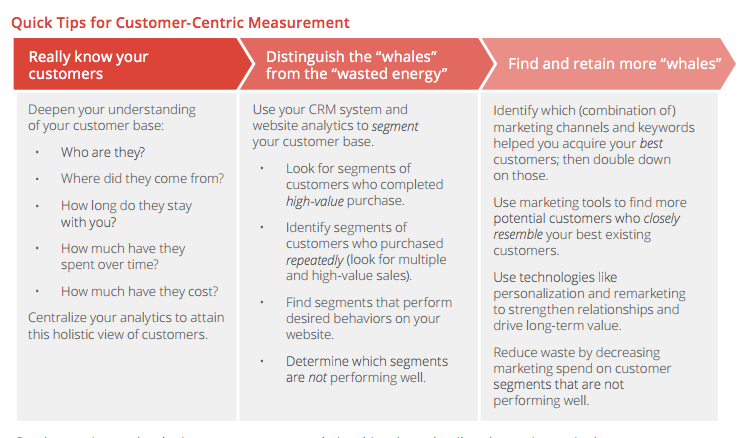 Quick Tips for Customer-Centric Measurement
Really know your
customers
Deepen your understanding
of your customer base:
• Who are they?
• Where did they come from?
• How long do they stay
with you?
• How much have they
spent over time?
• How much have they cost?
Centralize your analytics to attain
this holistic view of customers.
Distinguish the “whales”
from the “wasted energy”
Use your CRM system and
website analytics to segment
your customer base.
• Look for segments of
customers who completed
high-value purchase.
• Identify segments of
customers who purchased
repeatedly (look for multiple
and high-value sales).
• Find segments that perform
desired behaviors on your
website.
• Determine which segments
are not performing well.
Find and retain more “whales”
Identify which (combination of)
marketing channels and keywords
helped you acquire your best
customers; then double down
on those.
Use marketing tools to find more
potential customers who closely
resemble your best existing
customers.
Use technologies like
personalization and remarketing
to strengthen relationships and
drive long-term value.
Reduce waste by decreasing
marketing spend on customer
segments that are not
performing well.